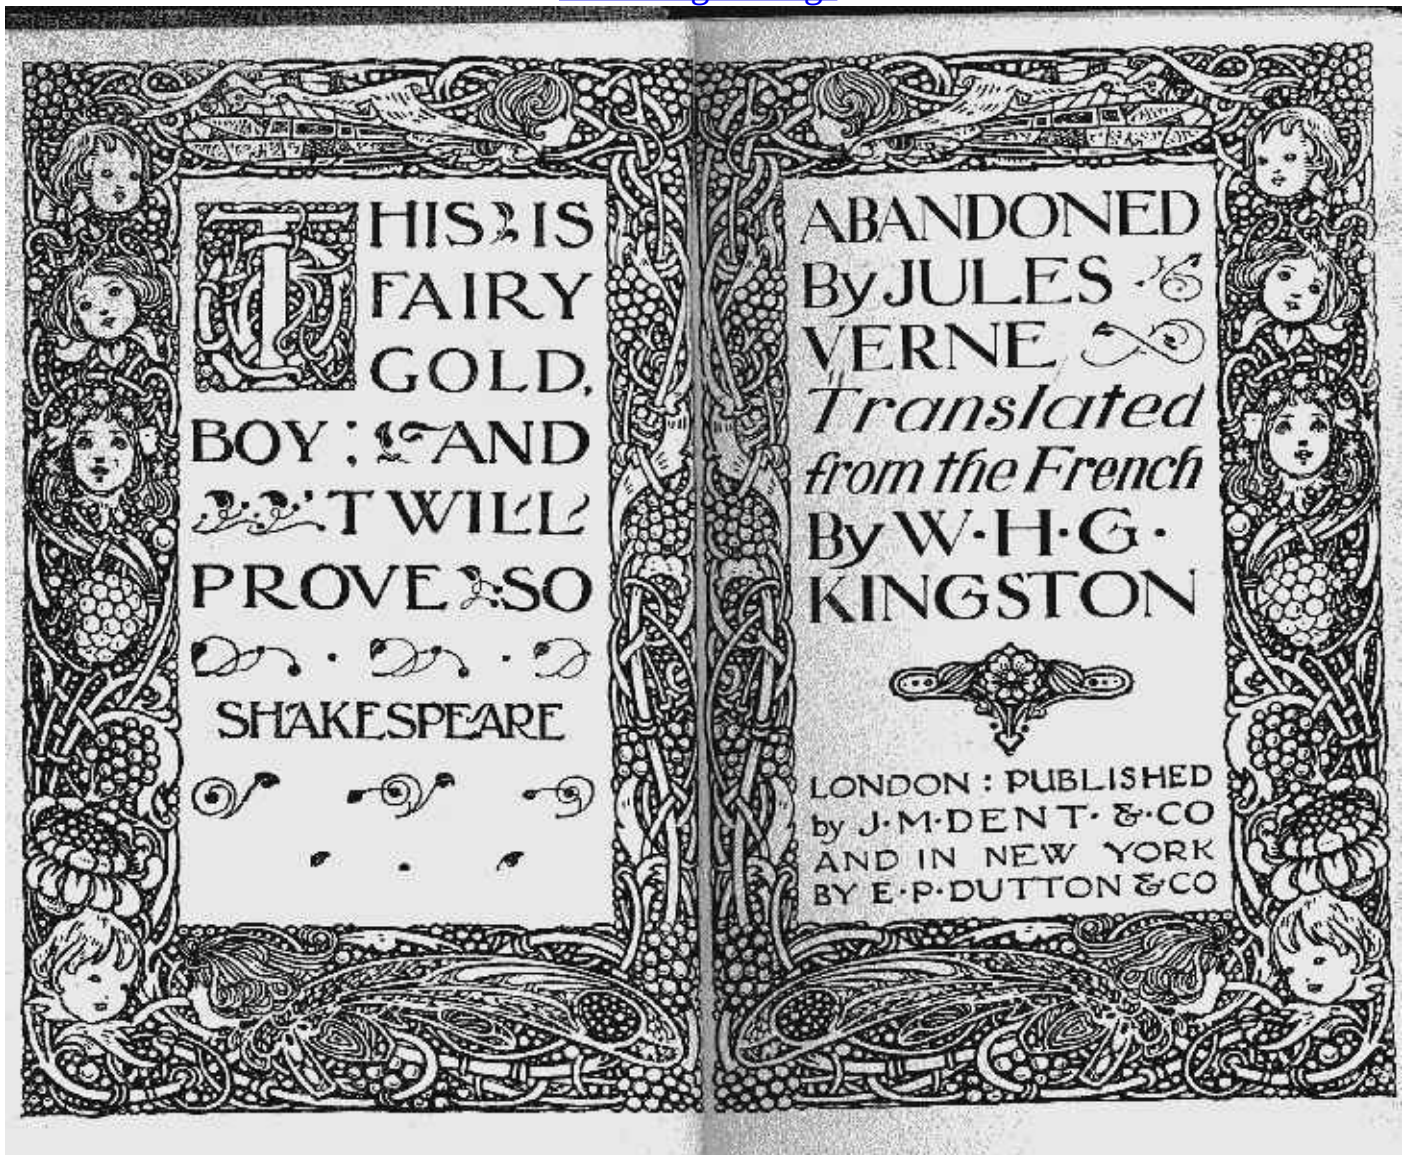 THIS IS
FAIRY
GOLD,
BOY; AND
T WILL
PROVE SO
SHAKESPEARE
ABANDONED
By JULES
VERNE
Translated
from the French
By W·H·G·
KINGSTON
LONDON : PUBLISHED
by J·M·DENT· &·CO
AND IN NEW YORK
BY E·P·DUTTON & CO